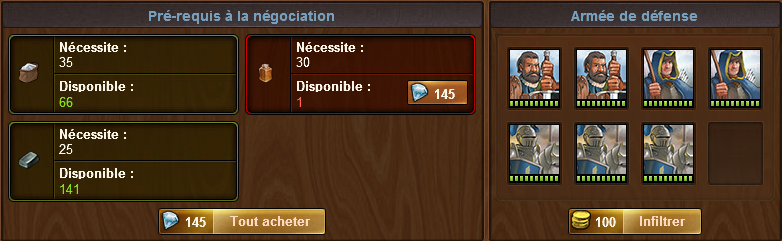 Pré-requis à la négociation
Nécessite :
35
Disponible :
66
Nécessite :
30
Disponible :
1
145
Nécessite :
25
Disponible :
141
145 Tout acheter
Armée de défense
100 Infiltrer